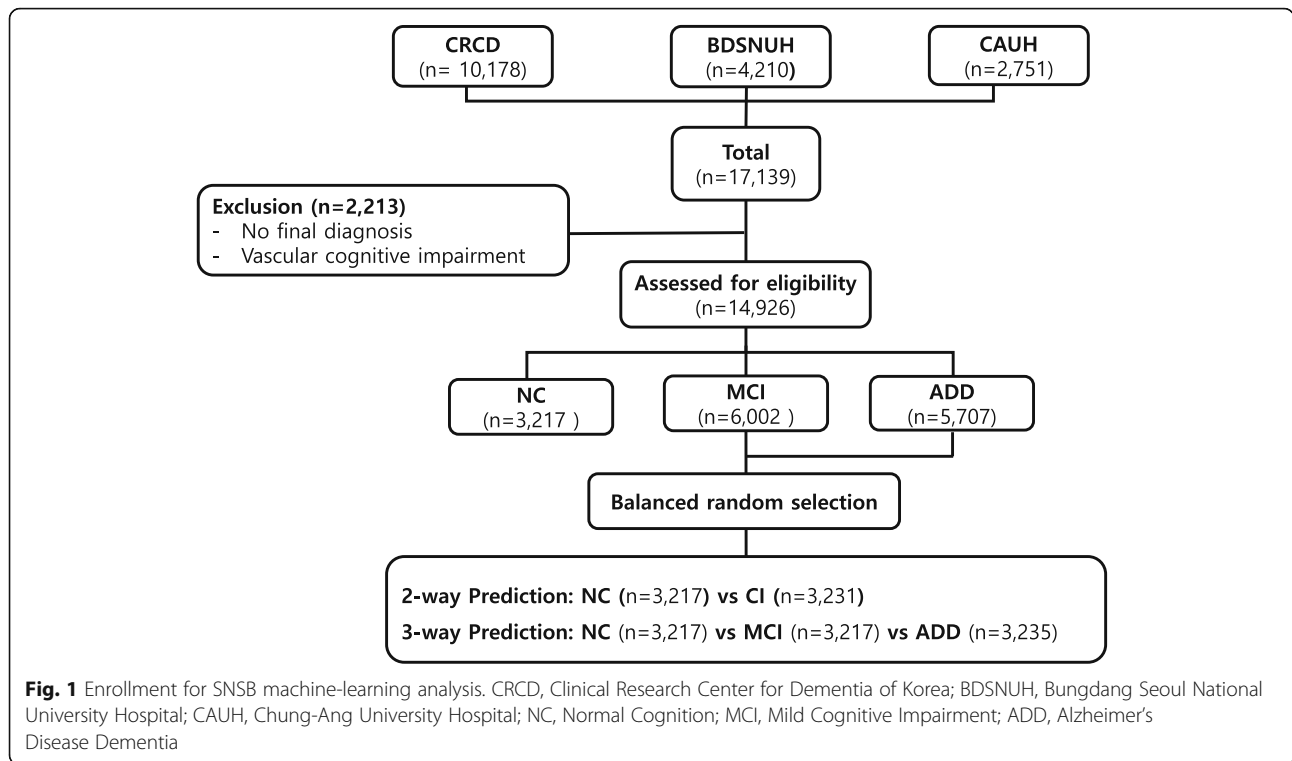 CRCD
(n= 10,178)
BDSNUH
(n=4,210)
CAUH
(n=2,751)
Total
(n=17,139)
Exclusion (n=2,213)
- No final diagnosis
- Vascular cognitive impairment
Assessed for eligibility
(n=14,926)
NC
(n=3,217 )
MCI
(n=6,002 )
ADD
(n=5,707)
Balanced random selection
2-way Prediction: NC (n=3,217) vs CI (n=3,231)
3-way Prediction: NC (n=3,217) vs MCI (n=3,217) vs ADD (n=3,235)
Fig. 1 Enrollment for SNSB machine-learning analysis. CRCD, Clinical Research Center for Dementia of Korea; BDSNUH, Bungdang Seoul National
University Hospital; CAUH, Chung-Ang University Hospital; NC, Normal Cognition; MCI, Mild Cognitive Impairment; ADD, Alzheimer's
Disease Dementia